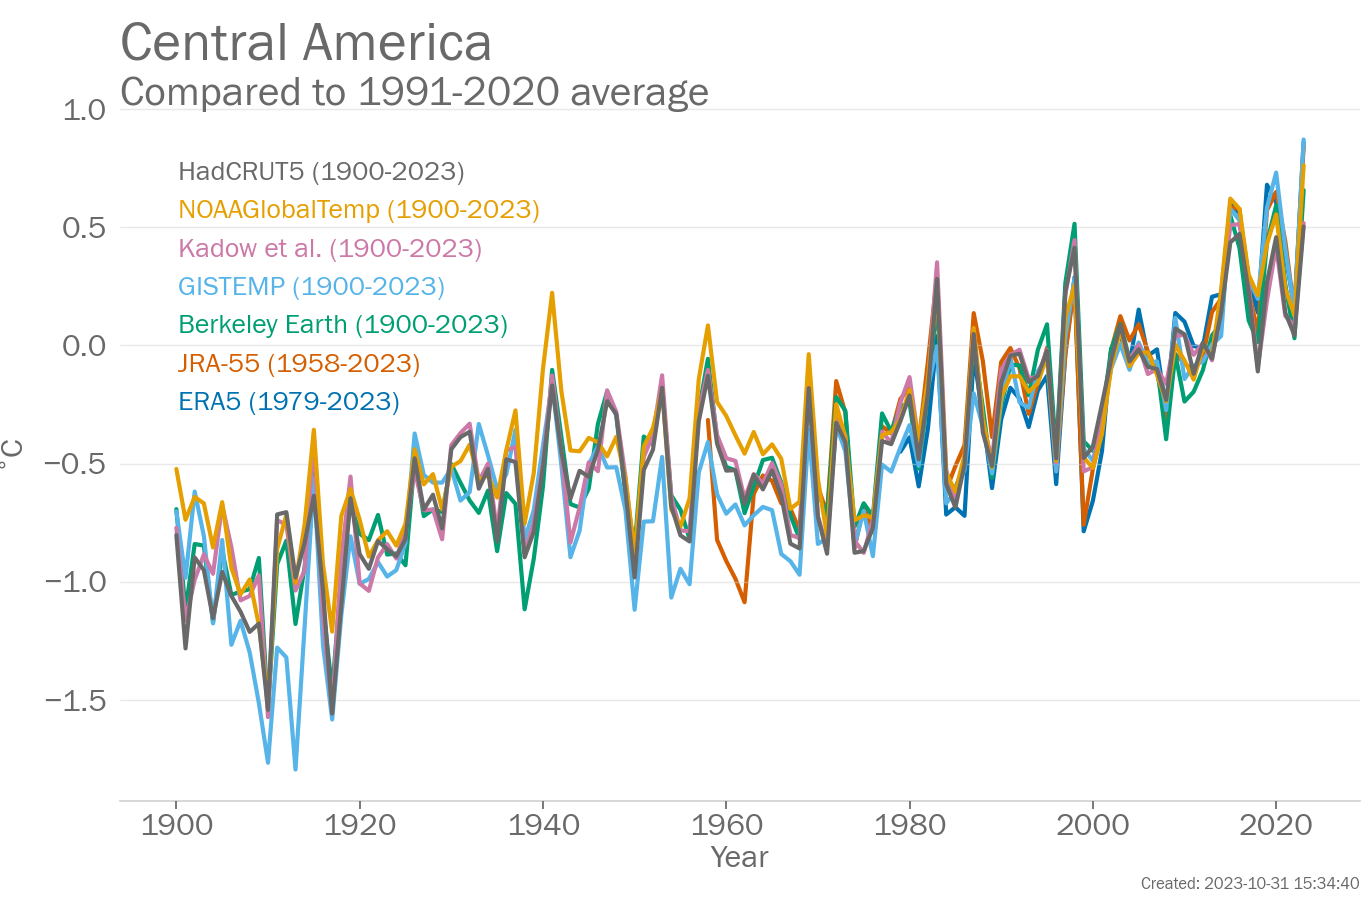 Central America
Compared to 1991-2020 average
1.0
HadCRUT5 (1900-2023)
NOAAGlobalTemp (1900-2023)
0.5
Kadow et al. (1900-2023)
GISTEMP (1900-2023)
Berkeley Earth (1900-2023)
0.0
JRA-55 (1958-2023)
ERA5 (1979-2023)
°C
−0.5
−1.0
−1.5
1900 1920 1940 1960 1980 2000 2020
Year
Created: 2023-10-31 15:34:40